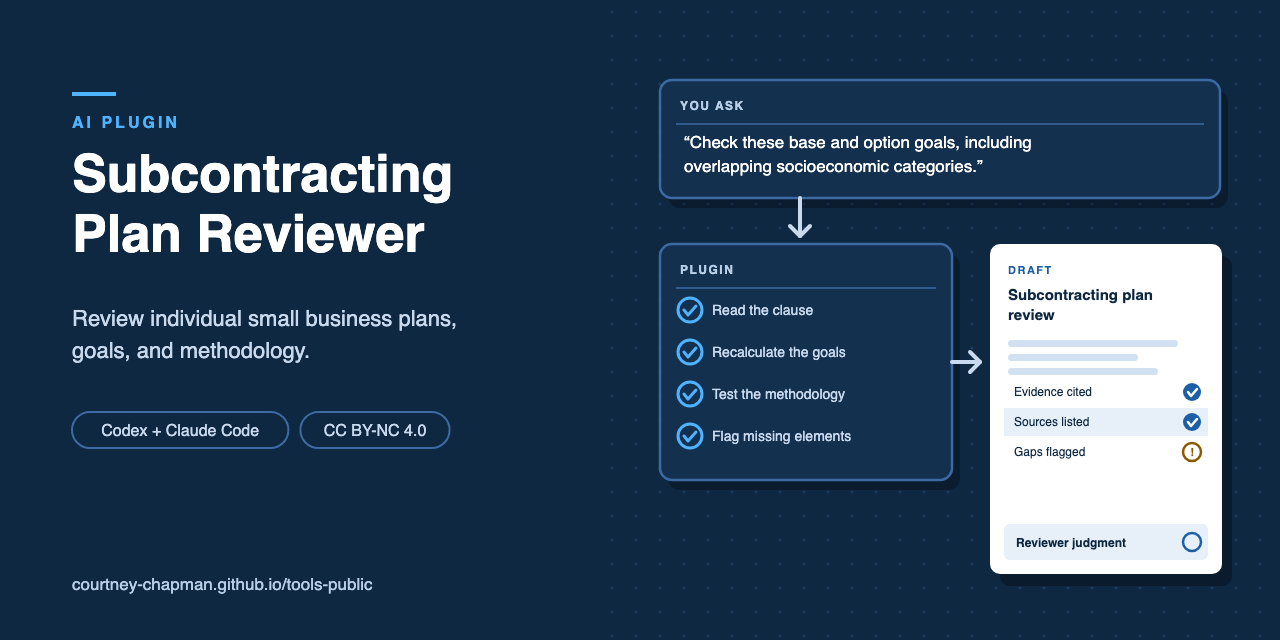 AI PLUGIN
Subcontracting
Plan Reviewer
Review individual small business plans,
goals, and methodology.
Codex + Claude Code
CC BY-NC 4.0
courtney-chapman.github.io/tools-public
YOU ASK
“Check these base and option goals, including
overlapping socioeconomic categories.”
PLUGIN
Read the clause
Recalculate the goals
Test the methodology
Flag missing elements
DRAFT
Subcontracting plan
review
Evidence cited
Sources listed
Gaps flagged
!
Reviewer judgment